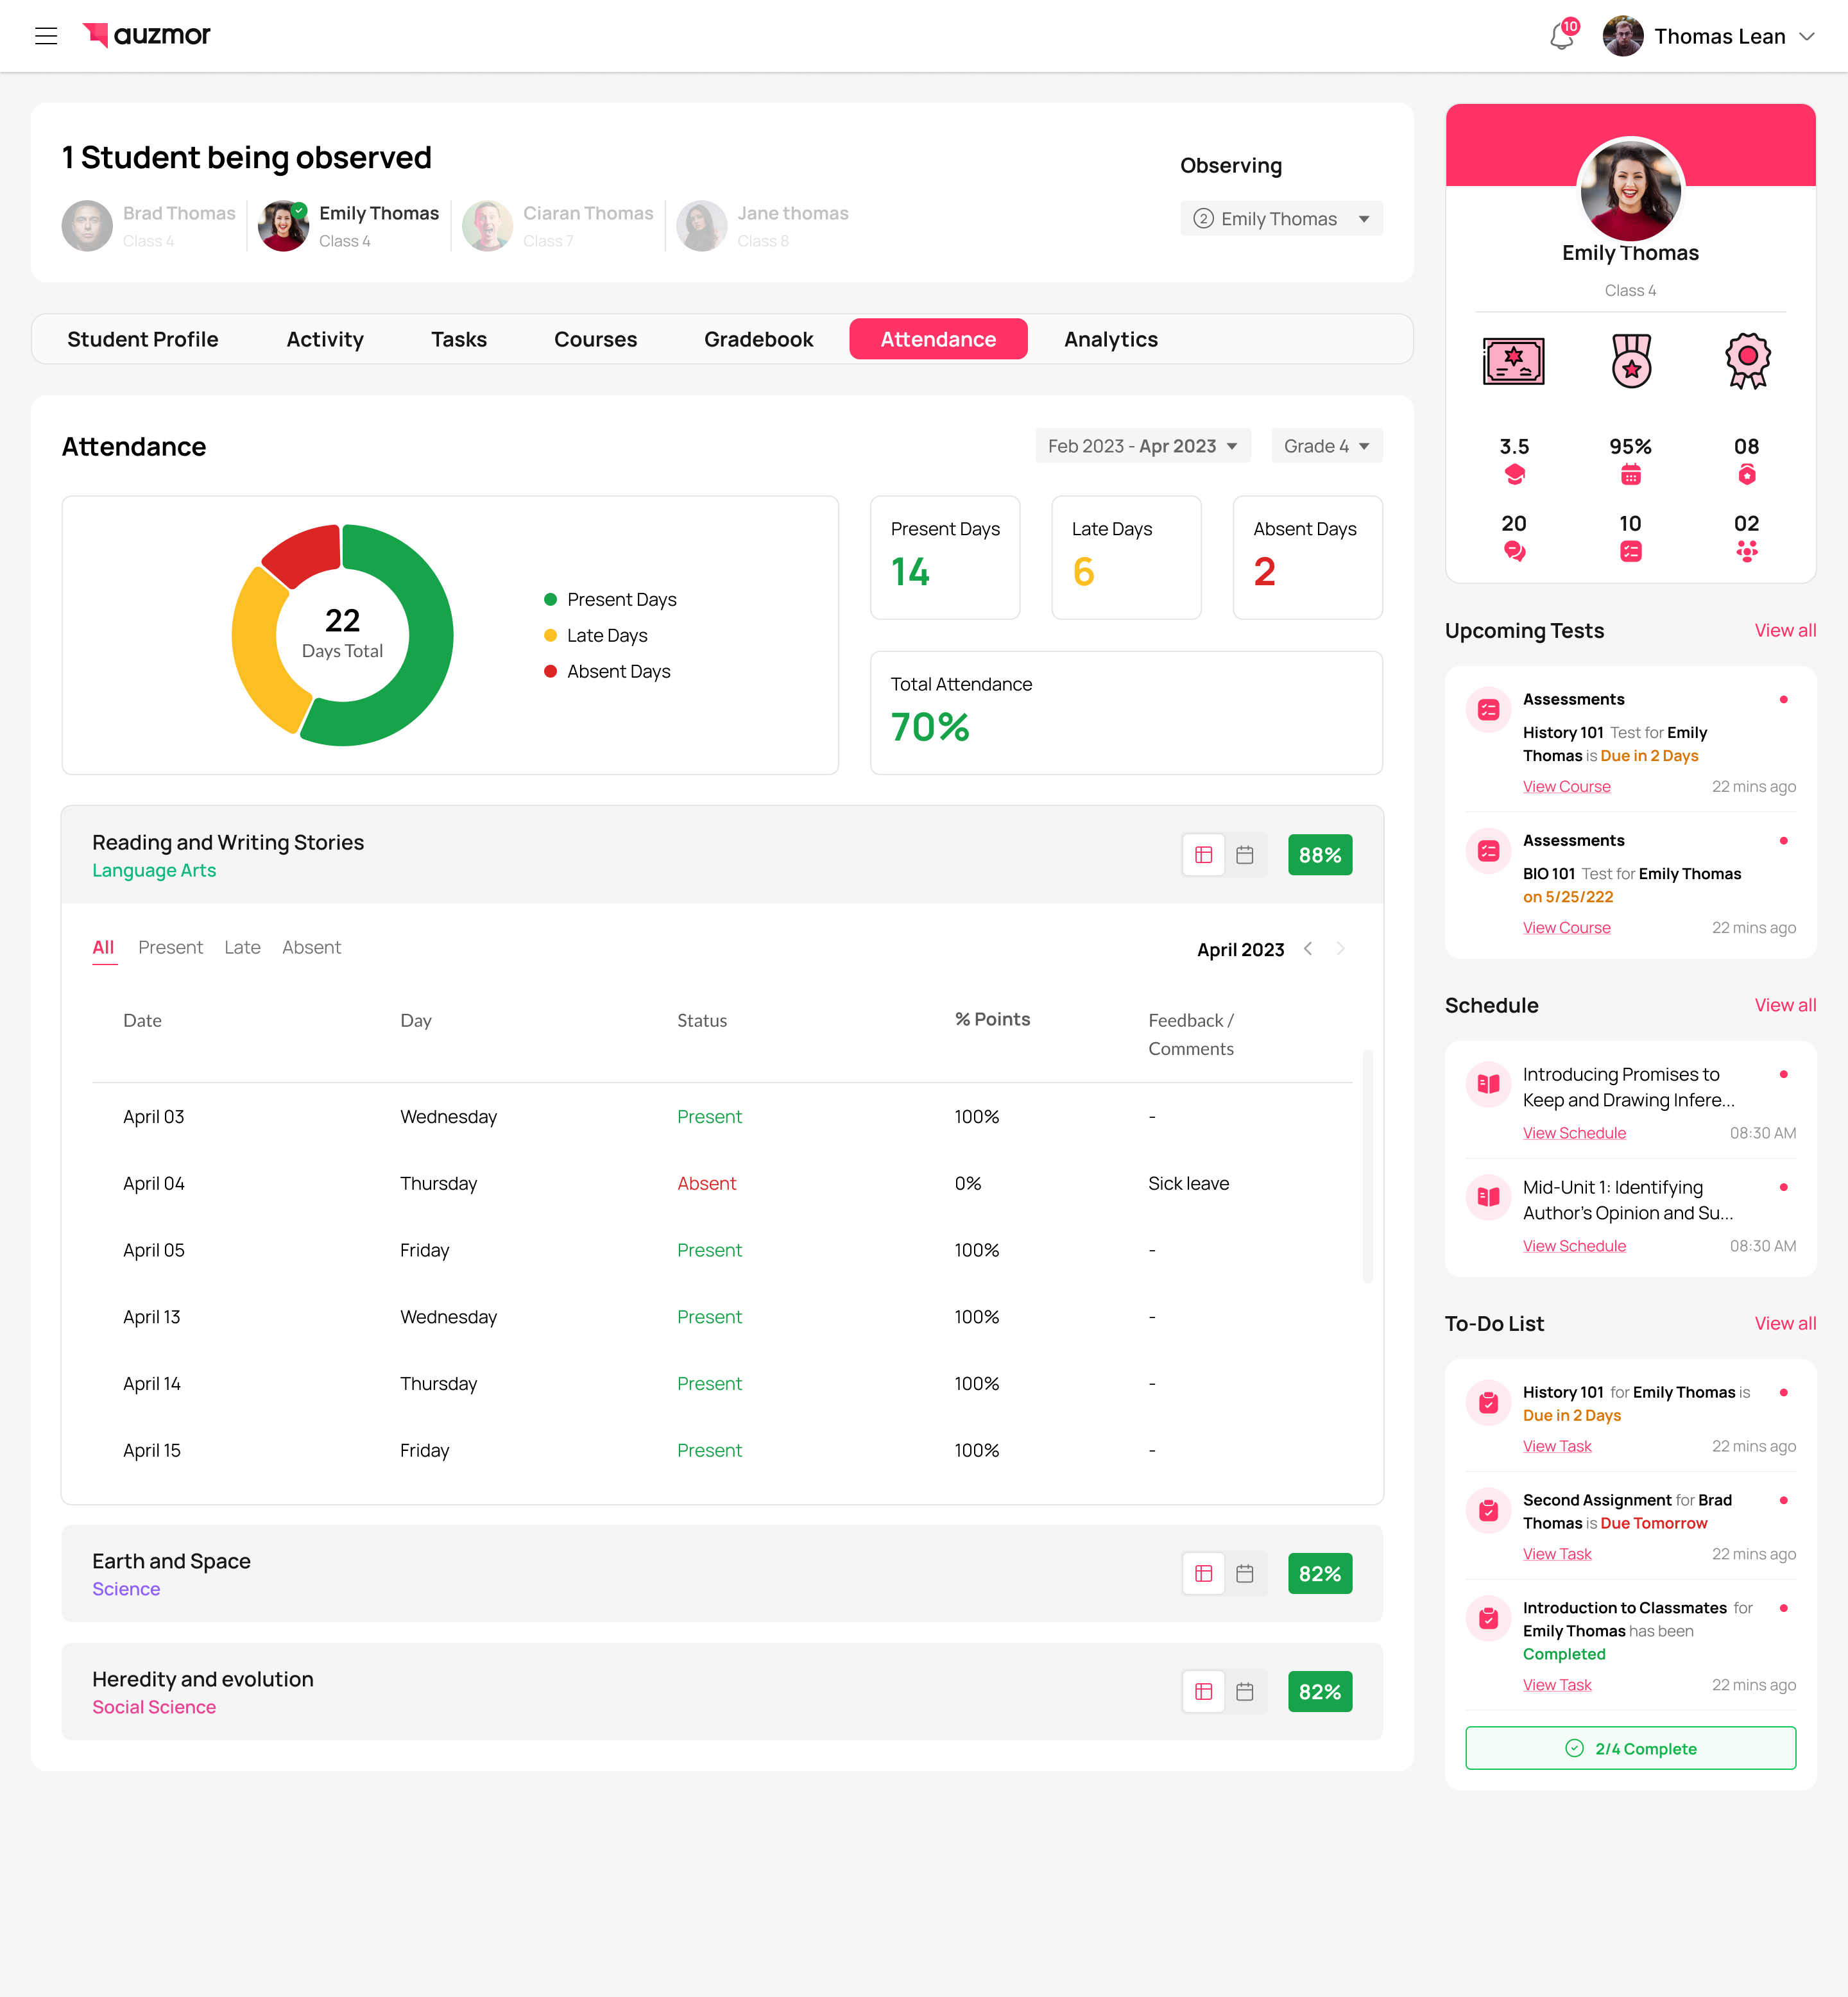 auzmor
10
Thomas Lean
1 Student being observed
Brad Thomas
Class 4
Emily Thomas
Class 4
Ciaran Thomas
Class 7
Jane thomas
Class 8
Observing
2 Emily Thomas
Student Profile
Activity
Tasks
Courses
Gradebook
Attendance
Analytics
Attendance
Feb 2023 - Apr 2023
Grade 4
22
Days Total
Present Days
Late Days
Absent Days
Present Days
14
Late Days
6
Absent Days
2
Total Attendance
70%
Reading and Writing Stories
Language Arts
88%
All
Present
Late
Absent
April 2023
Date Day Status % Points Feedback /
Comments
April 03 Wednesday Present 100% -
April 04 Thursday Absent 0% Sick leave
April 05 Friday Present 100% -
April 13 Wednesday Present 100% -
April 14 Thursday Present 100% -
April 15 Friday Present 100% -
Earth and Space
Science
82%
Heredity and evolution
Social Science
82%
Emily Thomas
Class 4
3.5
95%
08
20
10
02
Upcoming Tests
View all
Assessments
History 101 Test for Emily
Thomas is Due in 2 Days
View Course
22 mins ago
Assessments
BIO 101 Test for Emily Thomas
on 5/25/222
View Course
22 mins ago
Schedule
View all
Introducing Promises to
Keep and Drawing Infere...
View Schedule
08:30 AM
Mid-Unit 1: Identifying
Author's Opinion and Su...
View Schedule
08:30 AM
To-Do List
View all
History 101 for Emily Thomas is
Due in 2 Days
View Task
22 mins ago
Second Assignment for Brad
Thomas is Due Tomorrow
View Task
22 mins ago
Introduction to Classmates for
Emily Thomas has been
Completed
View Task
22 mins ago
2/4 Complete